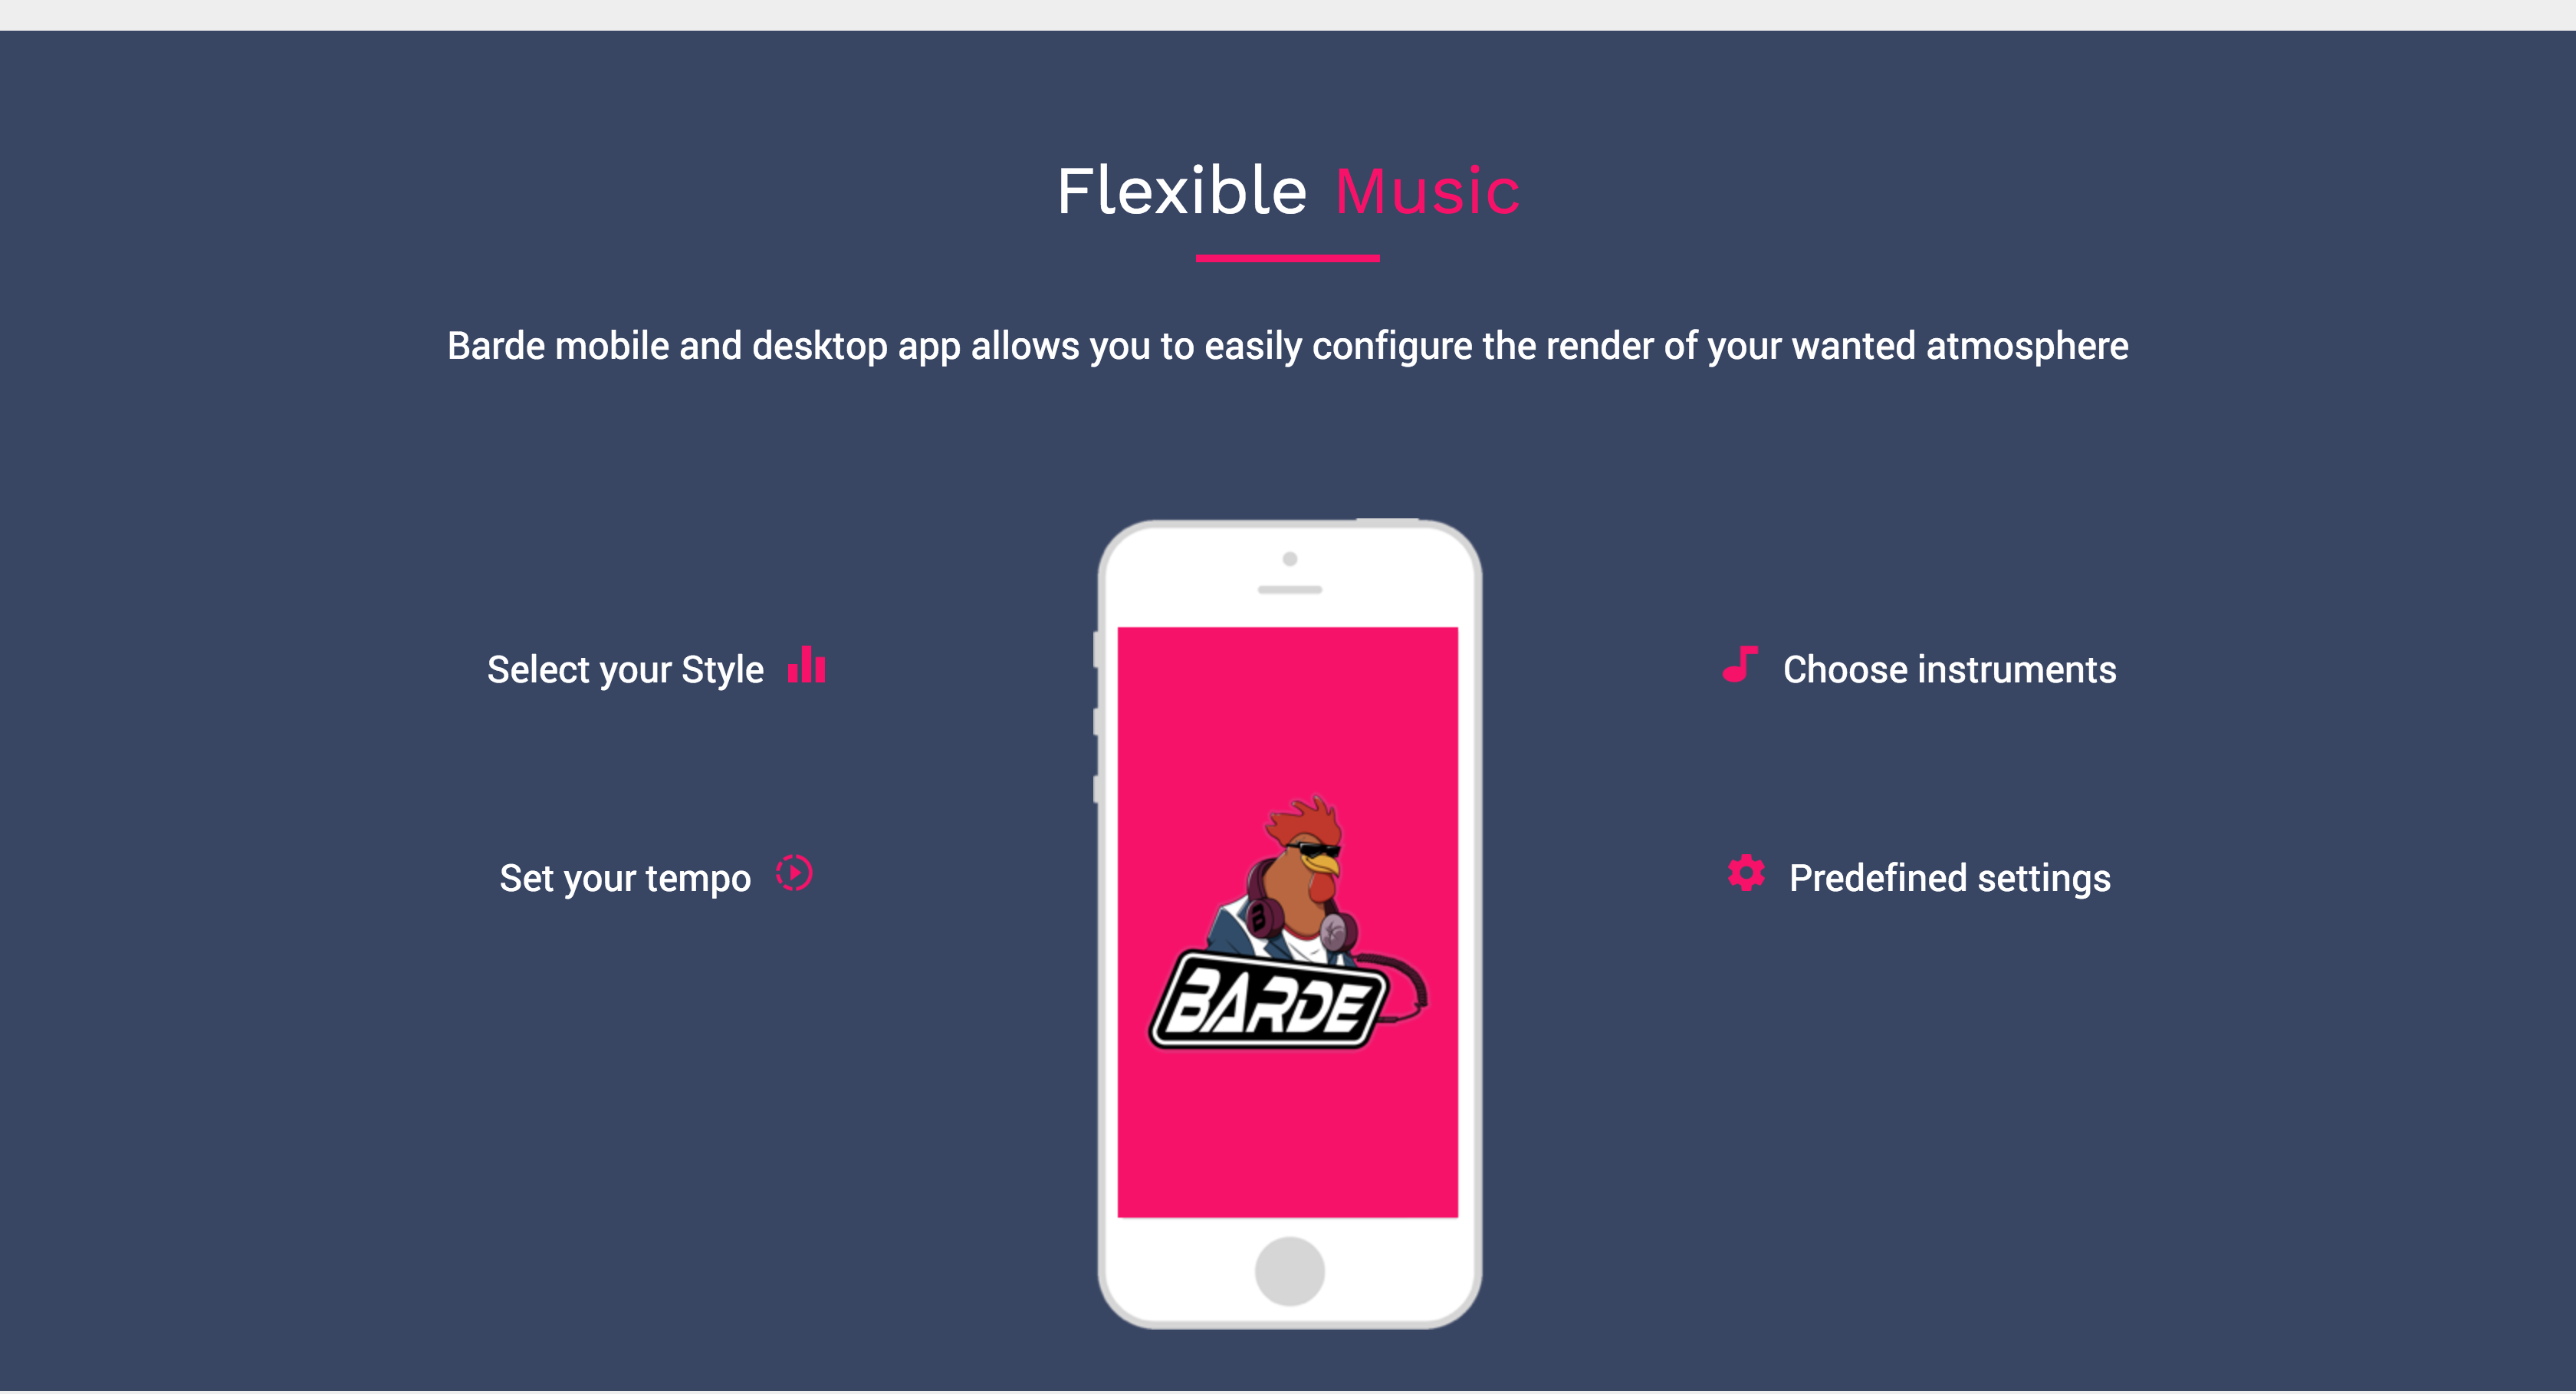 Flexible Music
Barde mobile and desktop app allows you to easily configure the render of your wanted atmosphere
Select your Style
Choose instruments
Set your tempo
Predefined settings
BARDE